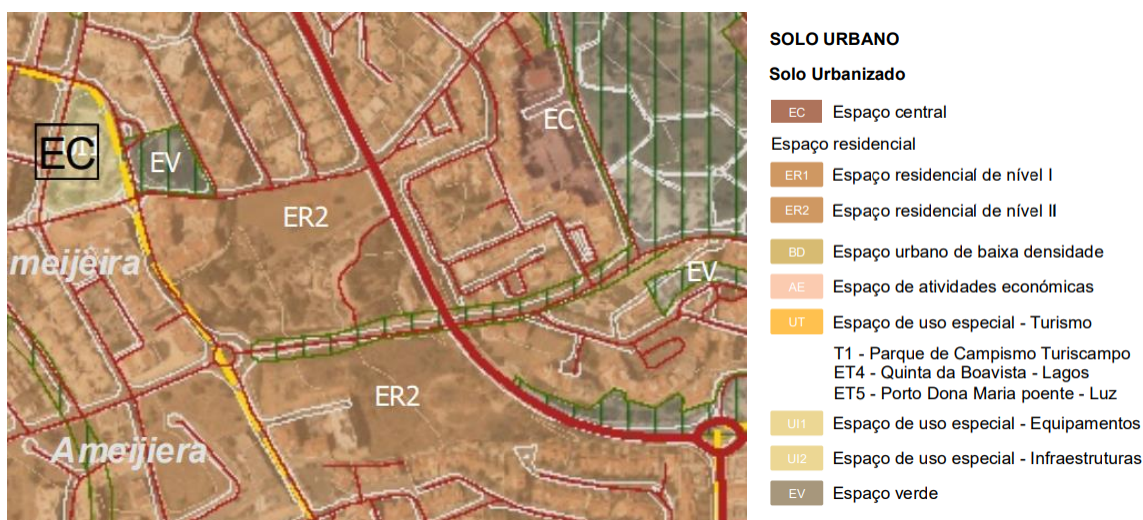 EC
EV
EC
ER2
EV
meijeira
ER2
Ameijiera
SOLO URBANO
Solo Urbanizado
EC Espaço central
Espaço residencial
ER1 Espaço residencial de nível I
ER2 Espaço residencial de nível II
BD Espaço urbano de baixa densidade
AE Espaço de atividades económicas
UT Espaço de uso especial - Turismo
T1 - Parque de Campismo Turiscampo
ET4 - Quinta da Boavista - Lagos
ET5 - Porto Dona Maria poente - Luz
UI1 Espaço de uso especial - Equipamentos
UI2 Espaço de uso especial - Infraestruturas
EV Espaço verde